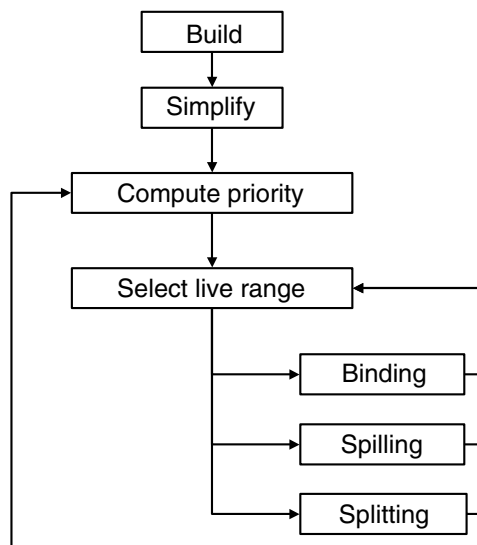 Build
Simplify
Compute priority
Select live range
Binding
Spilling
Splitting